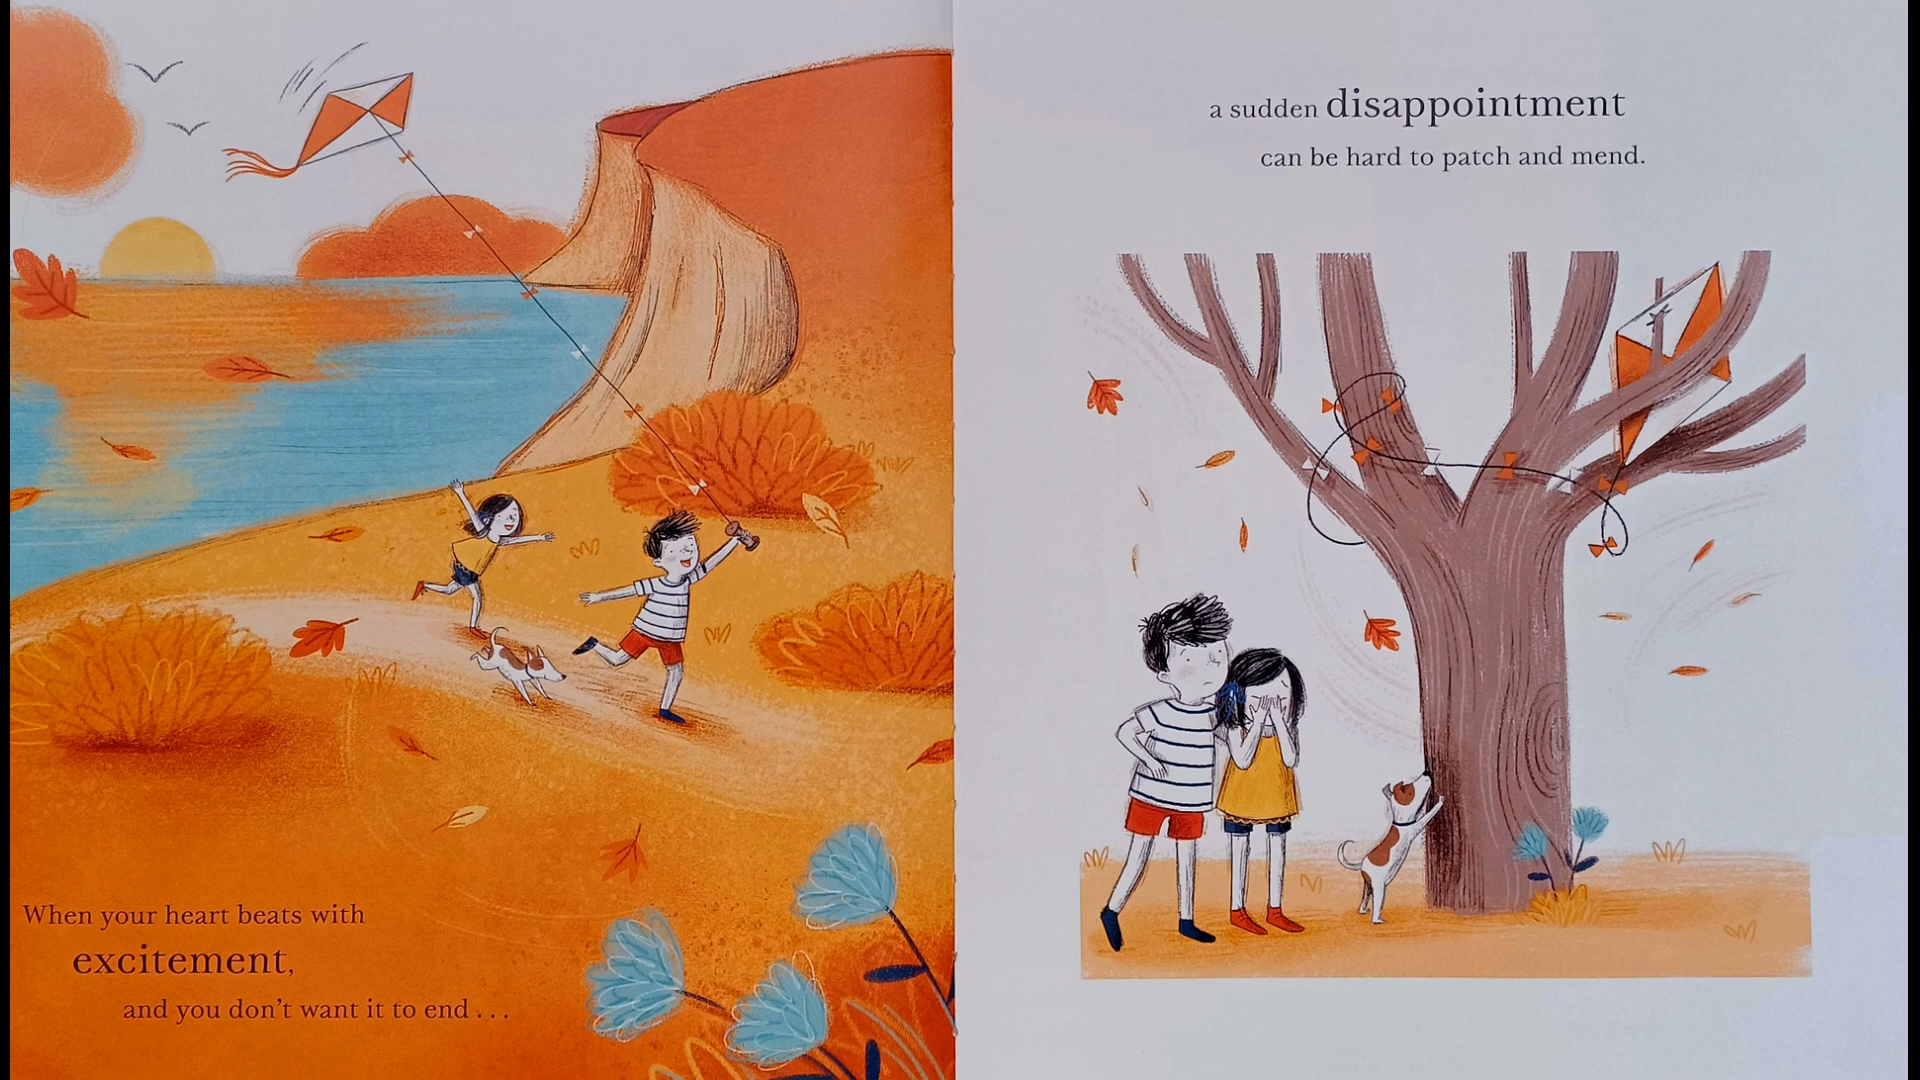 When your heart beats with
excitement,
and you don't want it to end . . .
a sudden disappointment
can be hard to patch and mend.